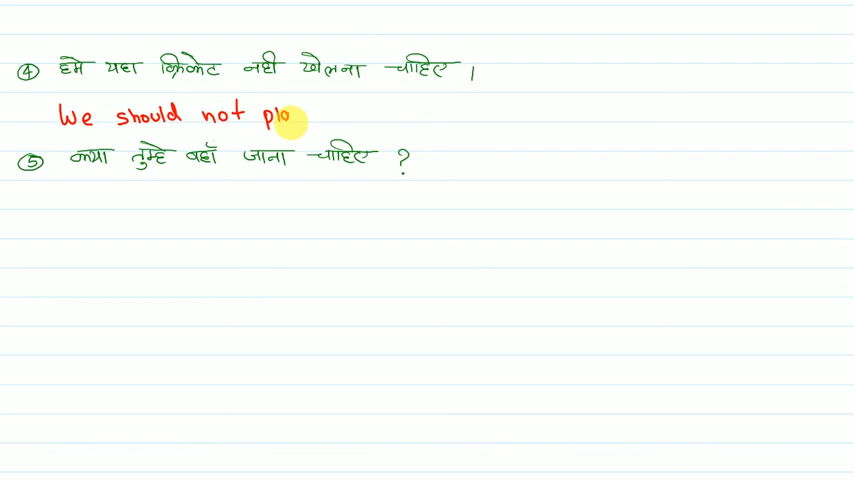 ④ हमे यहा क्रिकेट नही खेलना चाहिए ।
We should not pla
⑤ क्या तुम्हे वहाँ जाना चाहिए ?